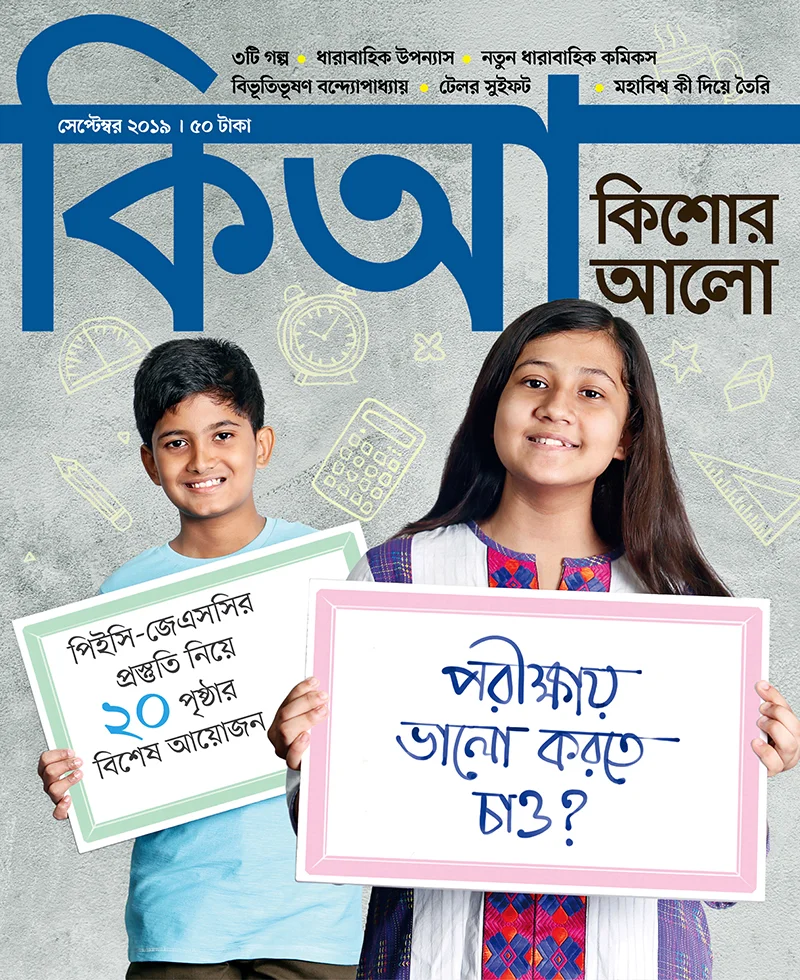 ৩টি গল্প • ধারাবাহিক উপন্যাস • নতুন ধারাবাহিক কমিকস
বিভূতিভূষণ বন্দ্যোপাধ্যায় • টেলর সুইফট • মহাবিশ্ব কী দিয়ে তৈরি
সেপ্টেম্বর ২০১৯ । ৫০ টাকা
কিআ
কিশোর
আলো
পিইসি-জেএসসির
প্রস্তুতি নিয়ে
২০ পৃষ্ঠার
বিশেষ আয়োজন
পরীক্ষায়
ভালো করতে
চাও?